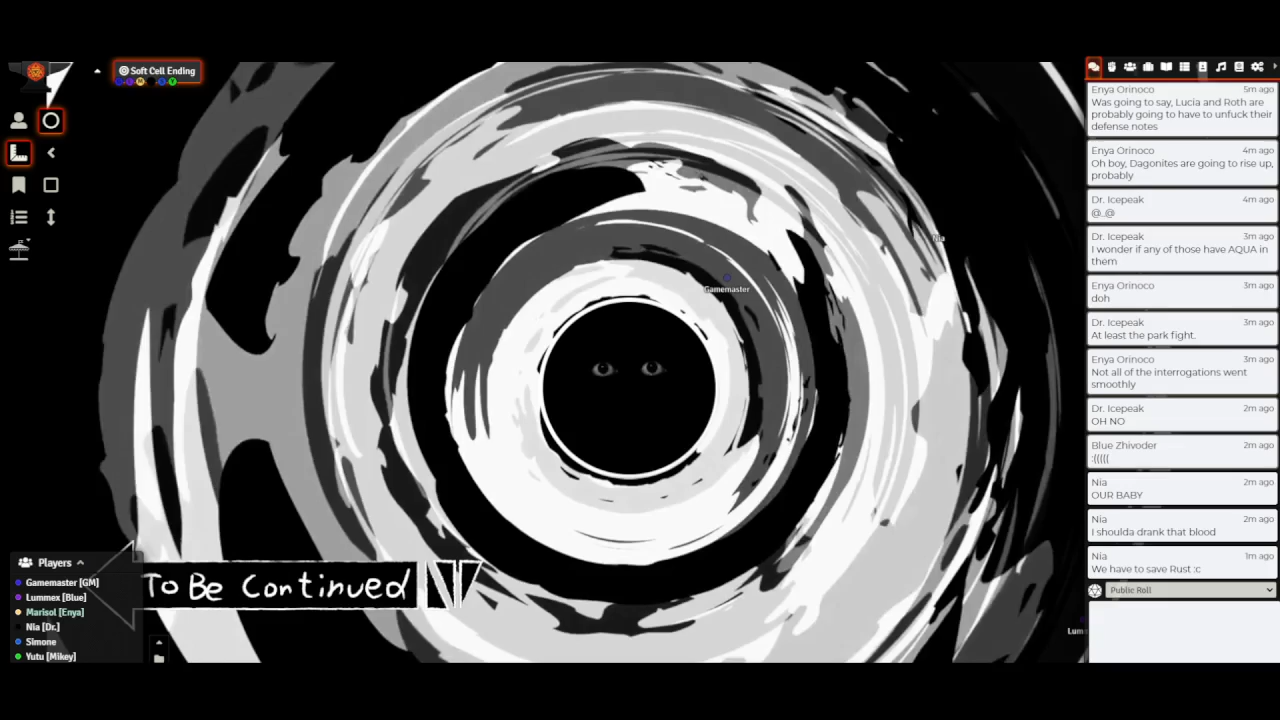 Soft Cell Ending
Nia
Gamemaster
To Be Continued
Players
Gamemaster [GM]
Lummex [Blue]
Marisol [Enya]
Nia [Dr.]
Simone
Yutu [Mikey]
Enya Orinoco 5m ago
Was going to say, Lucia and Roth are
probably going to have to unfuck their
defense notes
Enya Orinoco 4m ago
Oh boy, Dagonites are going to rise up,
probably
Dr. Icepeak 4m ago
@_@
Dr. Icepeak 3m ago
I wonder if any of those have AQUA in
them
Enya Orinoco 3m ago
doh
Dr. Icepeak 3m ago
At least the park fight.
Enya Orinoco 3m ago
Not all of the interrogations went
smoothly
Dr. Icepeak 2m ago
OH NO
Blue Zhivoder 2m ago
:(((((
Nia 2m ago
OUR BABY
Nia 2m ago
I shoulda drank that blood
Nia 1m ago
We have to save Rust :c
Public Roll